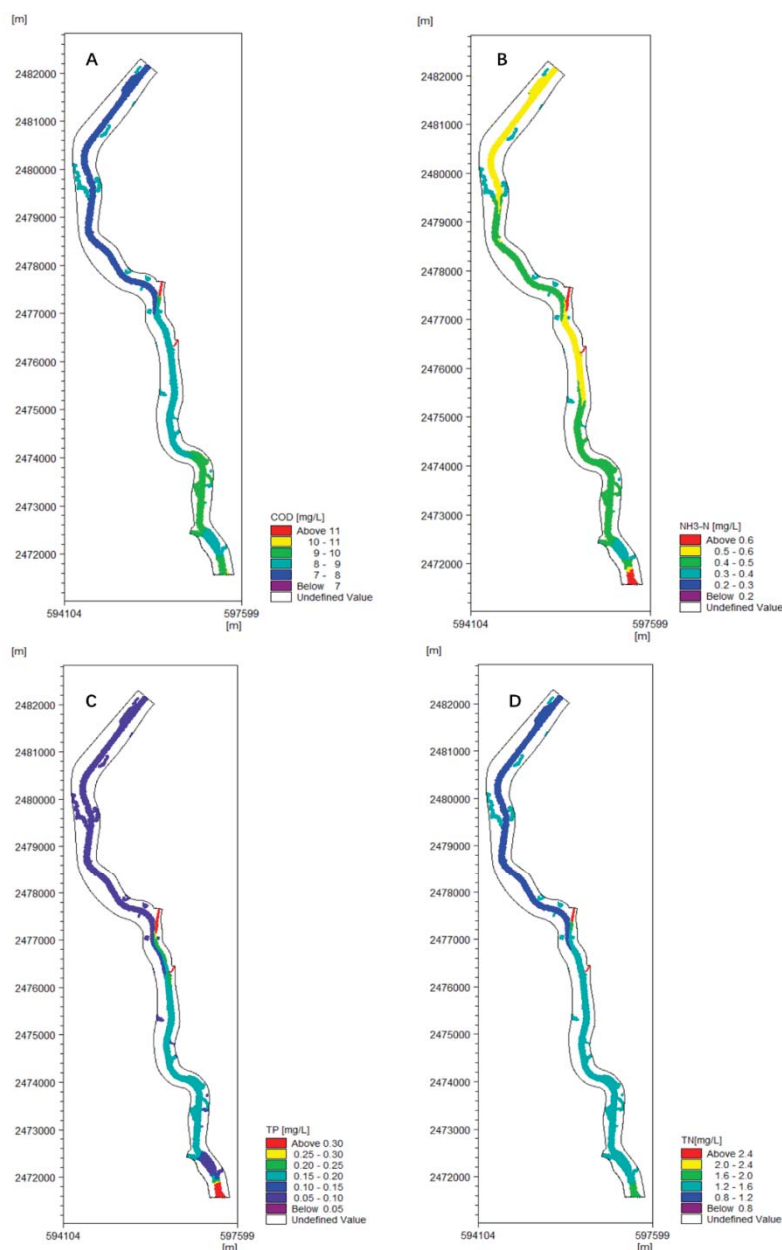 [m]
A
2482000
2481000
2480000
2479000
2478000
2477000
2476000
2475000
2474000
2473000
2472000
COD [mg/L]
Above 11
10 - 11
9 - 10
8 - 9
7 - 8
Below 7
Undefined Value
594104
597599
[m]
[m]
B
2482000
2481000
2480000
2479000
2478000
2477000
2476000
2475000
2474000
2473000
2472000
NH3-N [mg/L]
Above 0.6
0.5 - 0.6
0.4 - 0.5
0.3 - 0.4
0.2 - 0.3
Below 0.2
Undefined Value
594104
597599
[m]
[m]
C
2482000
2481000
2480000
2479000
2478000
2477000
2476000
2475000
2474000
2473000
2472000
TP [mg/L]
Above 0.30
0.25 - 0.30
0.20 - 0.25
0.15 - 0.20
0.10 - 0.15
0.05 - 0.10
Below 0.05
Undefined Value
594104
597599
[m]
[m]
D
2482000
2481000
2480000
2479000
2478000
2477000
2476000
2475000
2474000
2473000
2472000
TN[mg/L]
Above 2.4
2.0 - 2.4
1.6 - 2.0
1.2 - 1.6
0.8 - 1.2
Below 0.8
Undefined Value
594104
597599
[m]